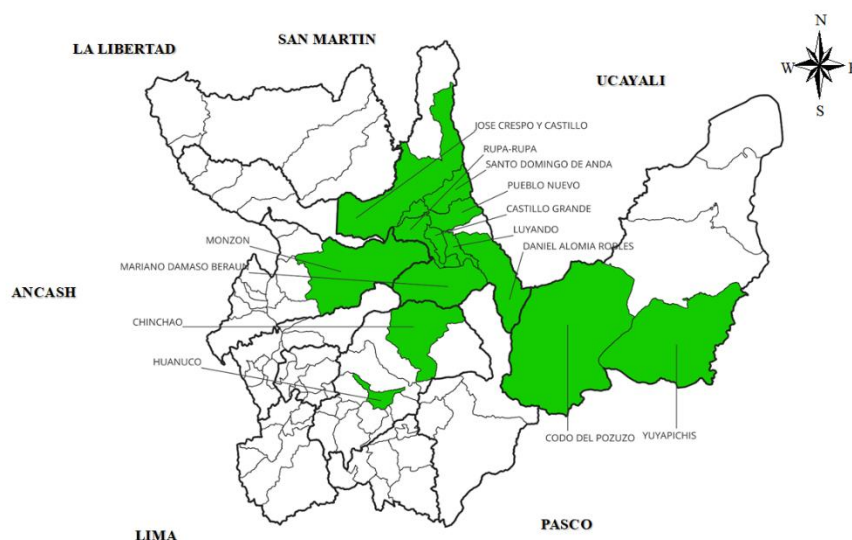 SAN MARTIN
LA LIBERTAD
N
UCAYALI
W
E
S
JOSE CRESPO Y CASTILLO
RUPA-RUPA
SANTO DOMINGO DE ANDA
PUEBLO NUEVO
CASTILLO GRANDE
LUYANDO
MONZON
DANIEL ALOMIA ROBLES
MARIANO DAMASO BERAUN
ANCASH
CHINCHAO
HUANUCO
CODO DEL POZUZO
YUYAPICHIS
PASCO
LIMA